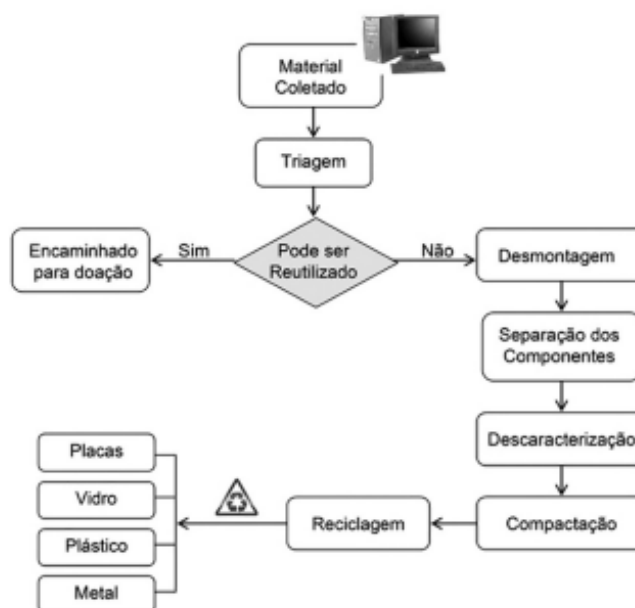 Material
Coletado
Triagem
Pode ser
Reutilizado
Sim
Não
Encaminhado
para doação
Desmontagem
Separação dos
Componentes
Descaracterização
Compactação
Reciclagem
Placas
Vidro
Plástico
Metal